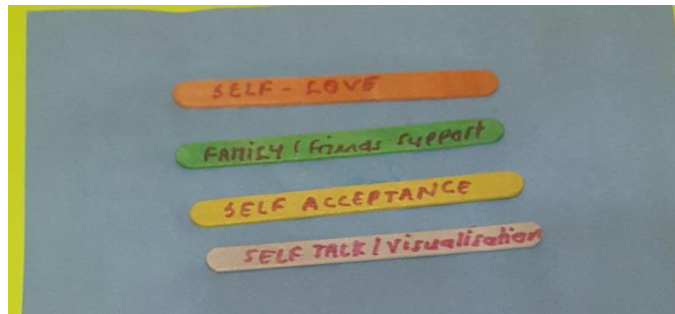 SELF - LOVE
FAMILY / Friends Support
SELF ACCEPTANCE
SELF TALK / Visualisation